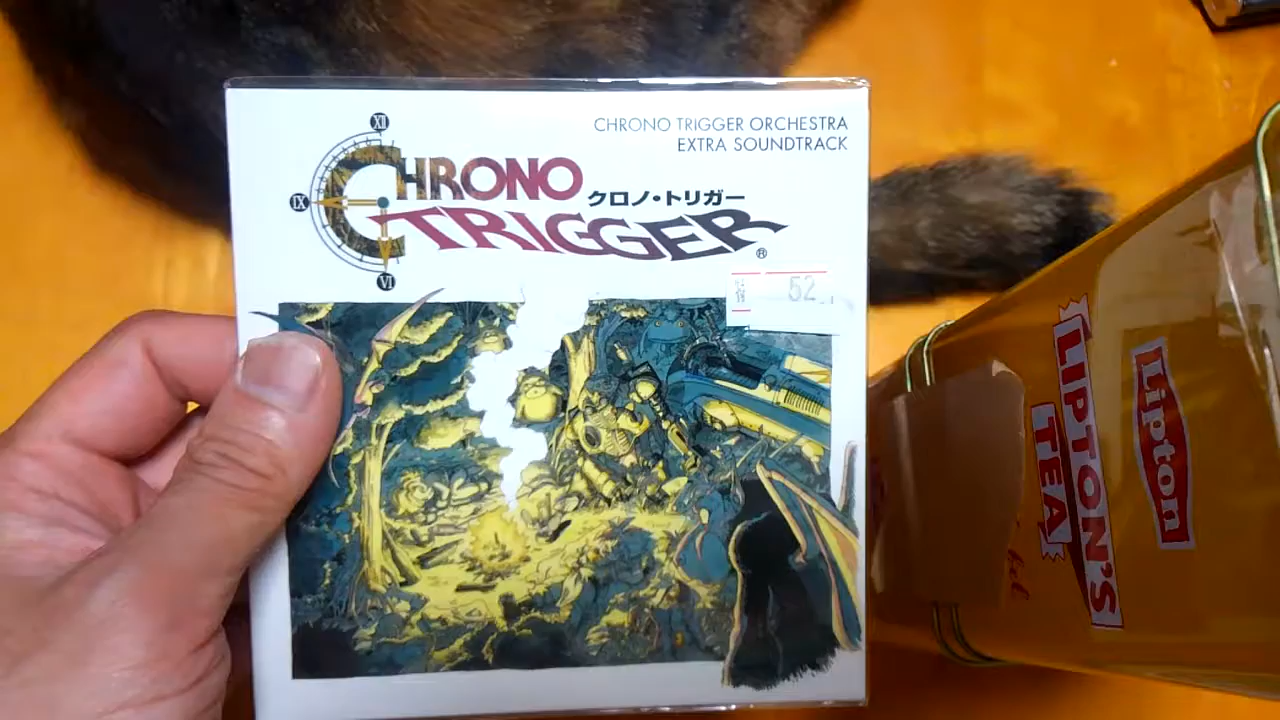 CHRONO TRIGGER ORCHESTRA
EXTRA SOUNDTRACK
XII
IX
VI
CHRONO
クロノ・トリガー
TRIGGER
®
52
LIPTON'S
TEA
Lipton